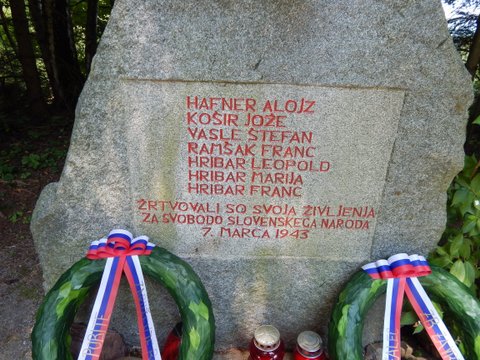 HAFNER ALOJZ
KOŠIR JOŽE
VASLE ŠTEFAN
RAMŠAK FRANC
HRIBAR LEOPOLD
HRIBAR MARIJA
HRIBAR FRANC
ŽRTVOVALI SO SVOJA ŽIVLJENJA
ZA SVOBODO SLOVENSKEGA NARODA
7. MARCA 1943